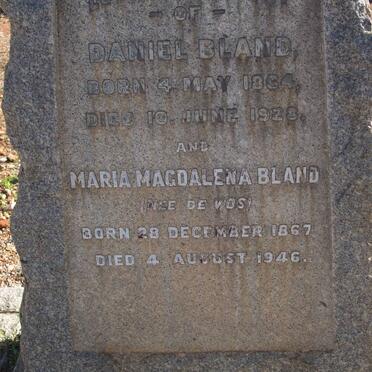 - OF -
DANIEL BLAND,
BORN 4 MAY 1864,
DIED 10 JUNE 1928.
AND
MARIA MAGDALENA BLAND
(NEE DE VOS)
BORN 28 DECEMBER 1867
DIED 4 AUGUST 1946.